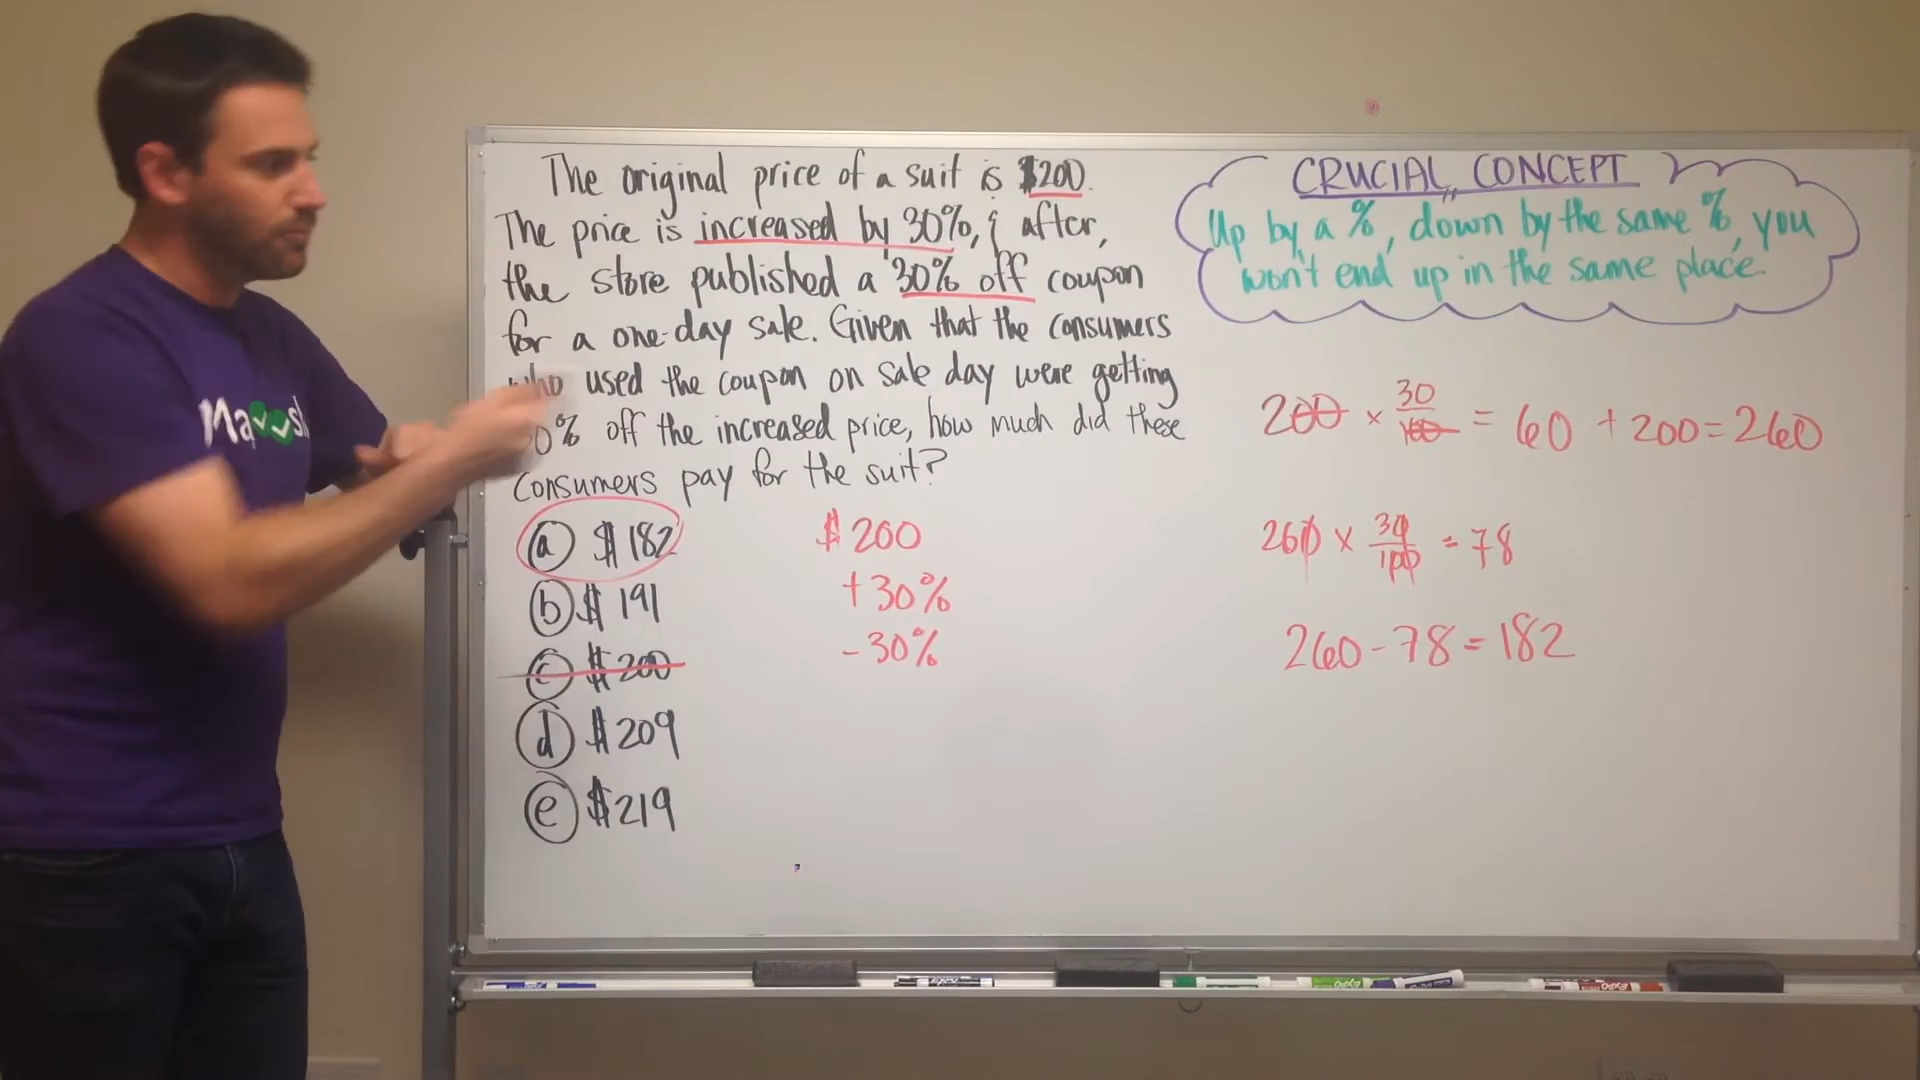 The original price of a suit is $200.
The price is increased by 30%, & after,
the store published a 30% off coupon
for a one-day sale. Given that the consumers
who used the coupon on sale day were getting
0% off the increased price, how much did these
consumers pay for the suit?
a $182
b $191
c $200
d $209
e $219
$200
+30%
-30%
CRUCIAL CONCEPT
Up by a %, down by the same %, you
won't end up in the same place.
200 × 30/100 = 60 + 200 = 260
260 × 30/100 = 78
260 - 78 = 182
EXPO
EXPO